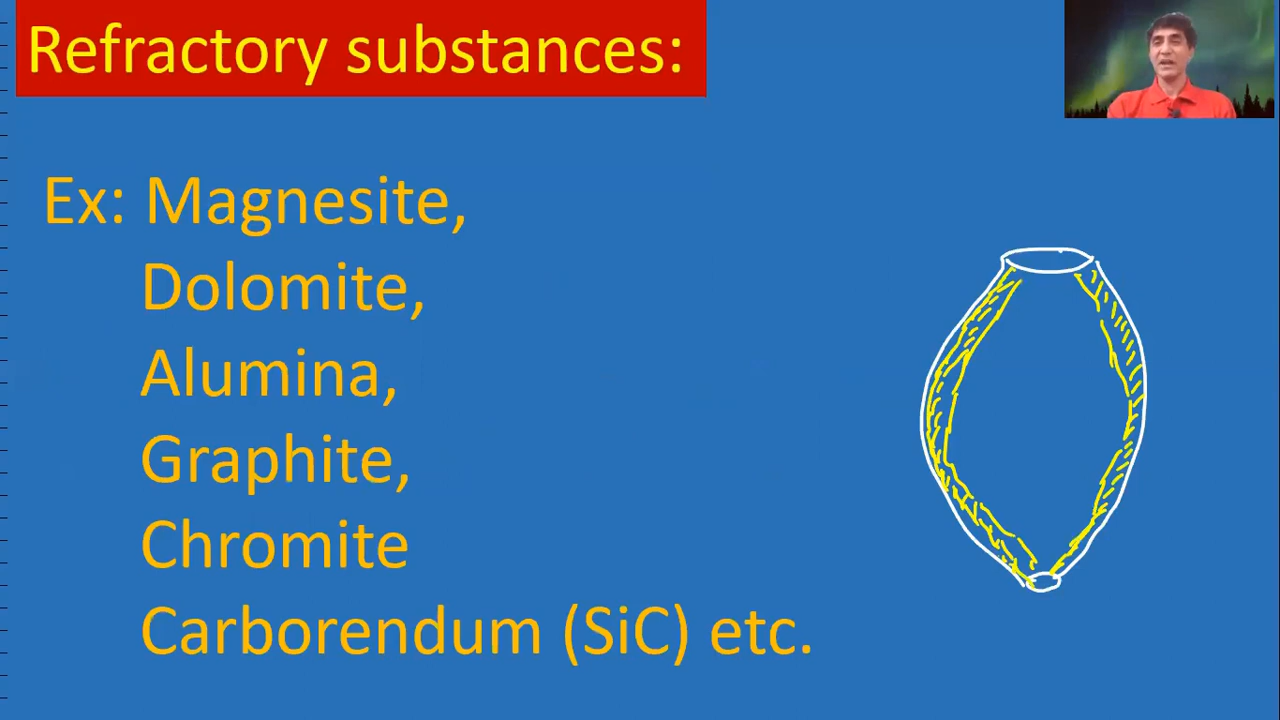 Refractory substances:
Ex: Magnesite,
Dolomite,
Alumina,
Graphite,
Chromite
Carborendum (SiC) etc.